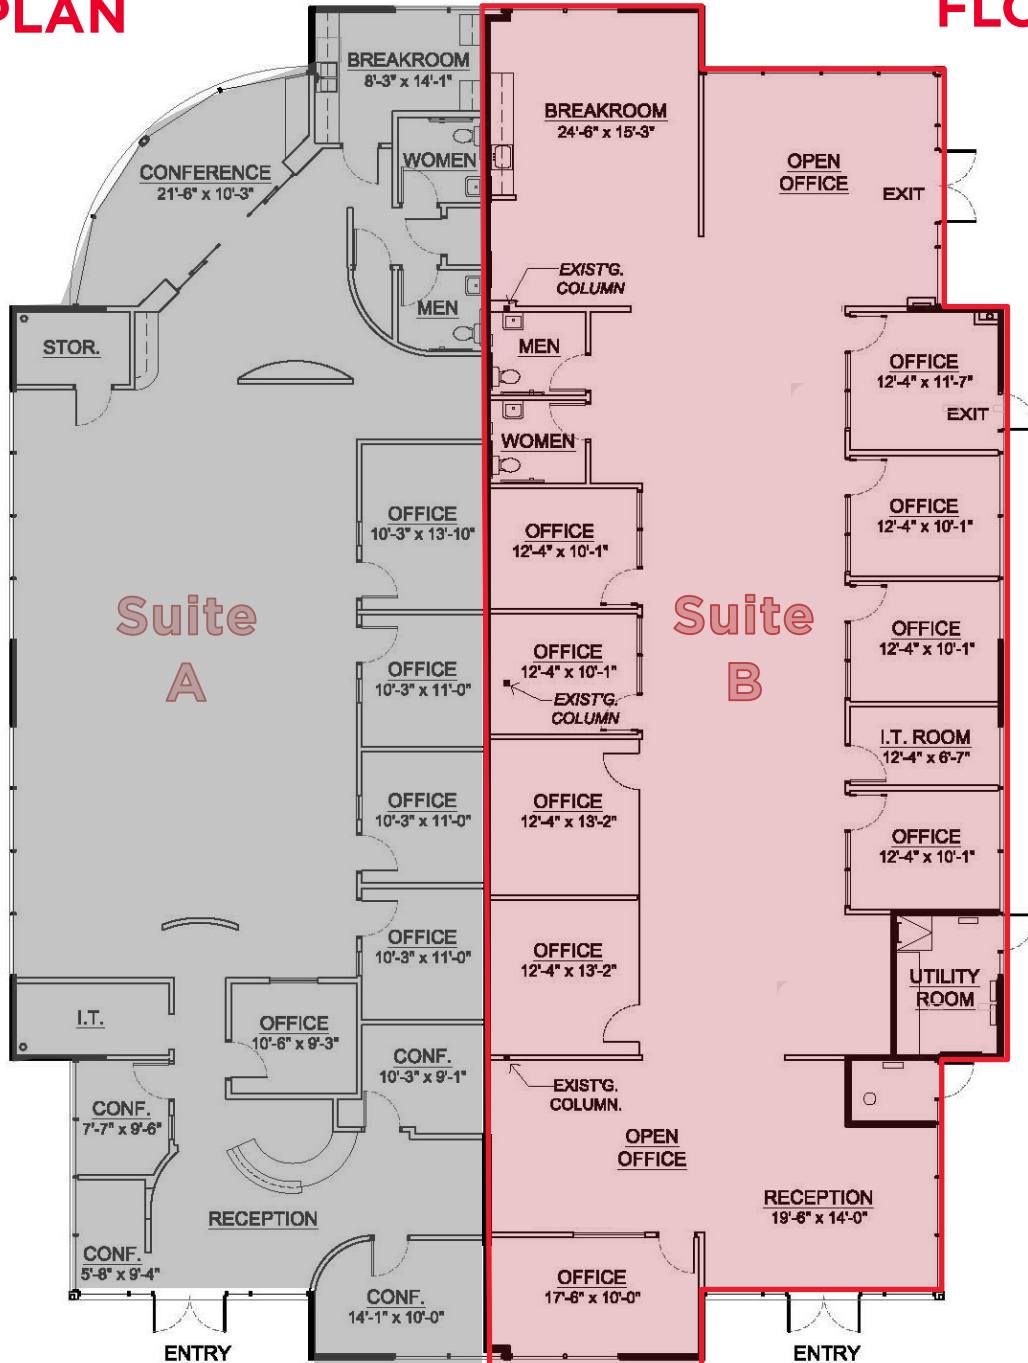 PLAN
FLO
BREAKROOM
8'-3" x 14'-1"
CONFERENCE
21'-6" x 10'-3"
WOMEN
MEN
STOR.
OFFICE
10'-3" x 13'-10"
Suite
A
OFFICE
10'-3" x 11'-0"
OFFICE
10'-3" x 11'-0"
OFFICE
10'-3" x 11'-0"
I.T.
OFFICE
10'-6" x 9'-3"
CONF.
10'-3" x 9'-1"
CONF.
7'-7" x 9'-6"
RECEPTION
CONF.
5'-8" x 9'-4"
CONF.
14'-1" x 10'-0"
ENTRY
BREAKROOM
24'-6" x 15'-3"
OPEN
OFFICE
EXIT
EXIST'G.
COLUMN
MEN
OFFICE
12'-4" x 11'-7"
EXIT
WOMEN
OFFICE
12'-4" x 10'-1"
OFFICE
12'-4" x 10'-1"
Suite
B
OFFICE
12'-4" x 10'-1"
OFFICE
12'-4" x 10'-1"
EXIST'G.
COLUMN
I.T. ROOM
12'-4" x 6'-7"
OFFICE
12'-4" x 13'-2"
OFFICE
12'-4" x 10'-1"
OFFICE
12'-4" x 13'-2"
UTILITY
ROOM
EXIST'G.
COLUMN.
OPEN
OFFICE
RECEPTION
19'-6" x 14'-0"
OFFICE
17'-6" x 10'-0"
ENTRY